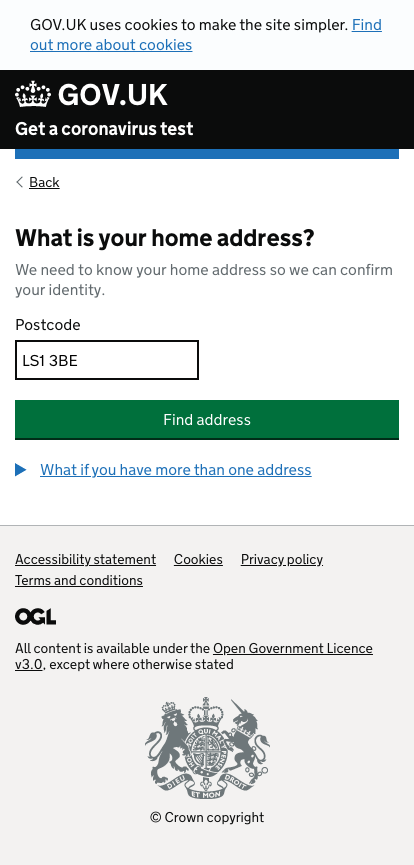 GOV.UK uses cookies to make the site simpler. Find
out more about cookies
GOV.UK
Get a coronavirus test
Back
What is your home address?
We need to know your home address so we can confirm
your identity.
Postcode
LS1 3BE
Find address
What if you have more than one address
Accessibility statement Cookies Privacy policy
Terms and conditions
OGL
All content is available under the Open Government Licence
v3.0, except where otherwise stated
DIEU ET MON DROIT
© Crown copyright